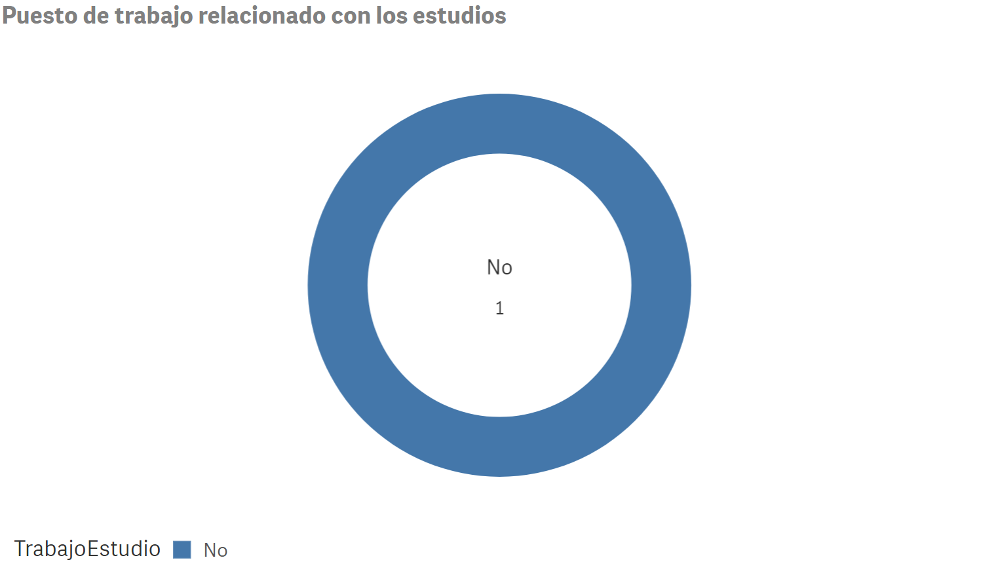 Puesto de trabajo relacionado con los estudios
No
1
TrabajoEstudio No